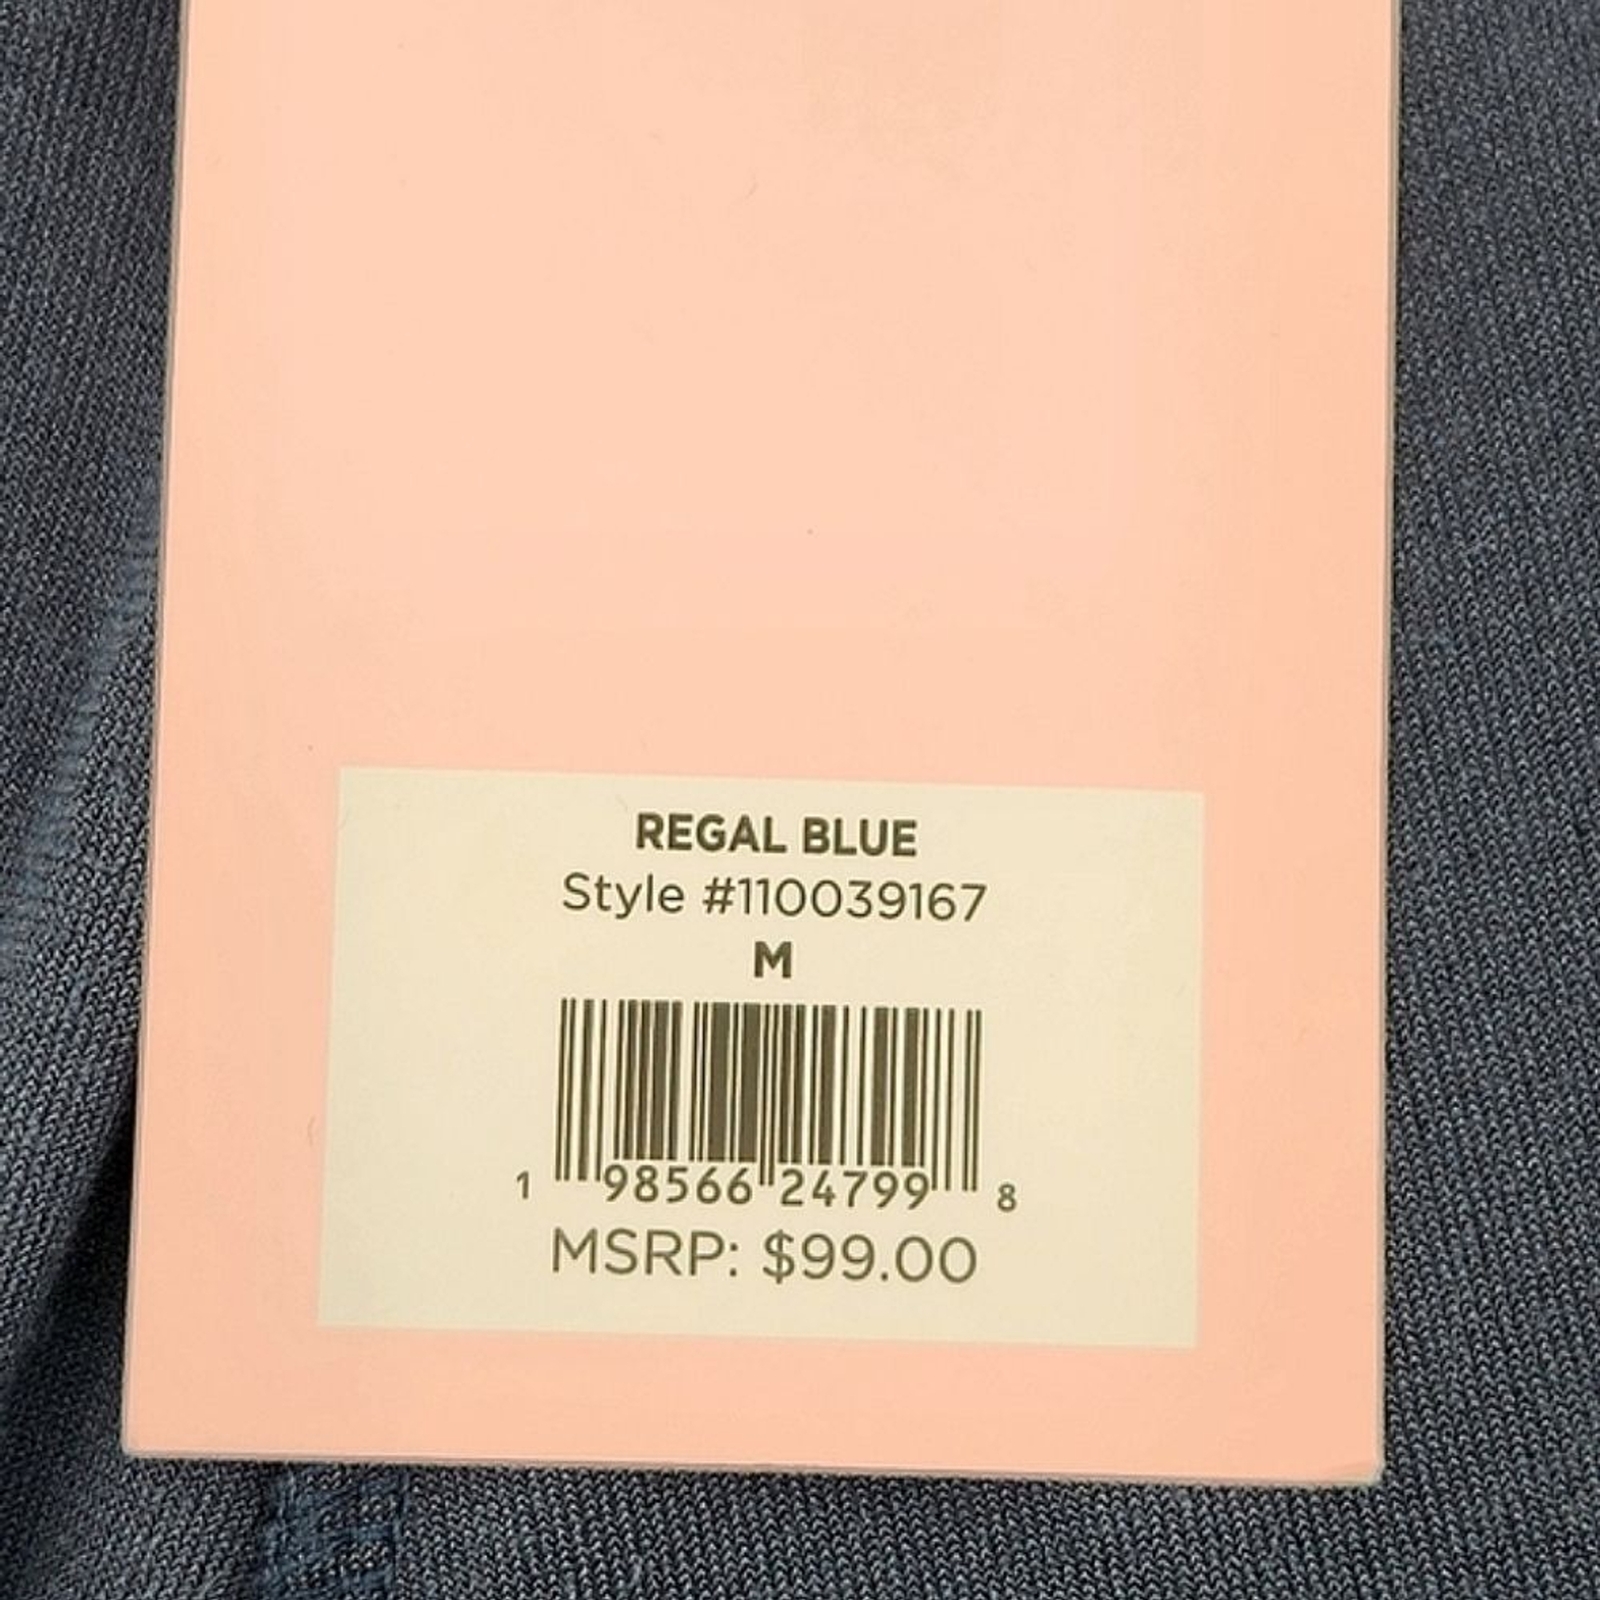 REGAL BLUE
Style #110039167
M
1 98566 24799 8
MSRP: $99.00